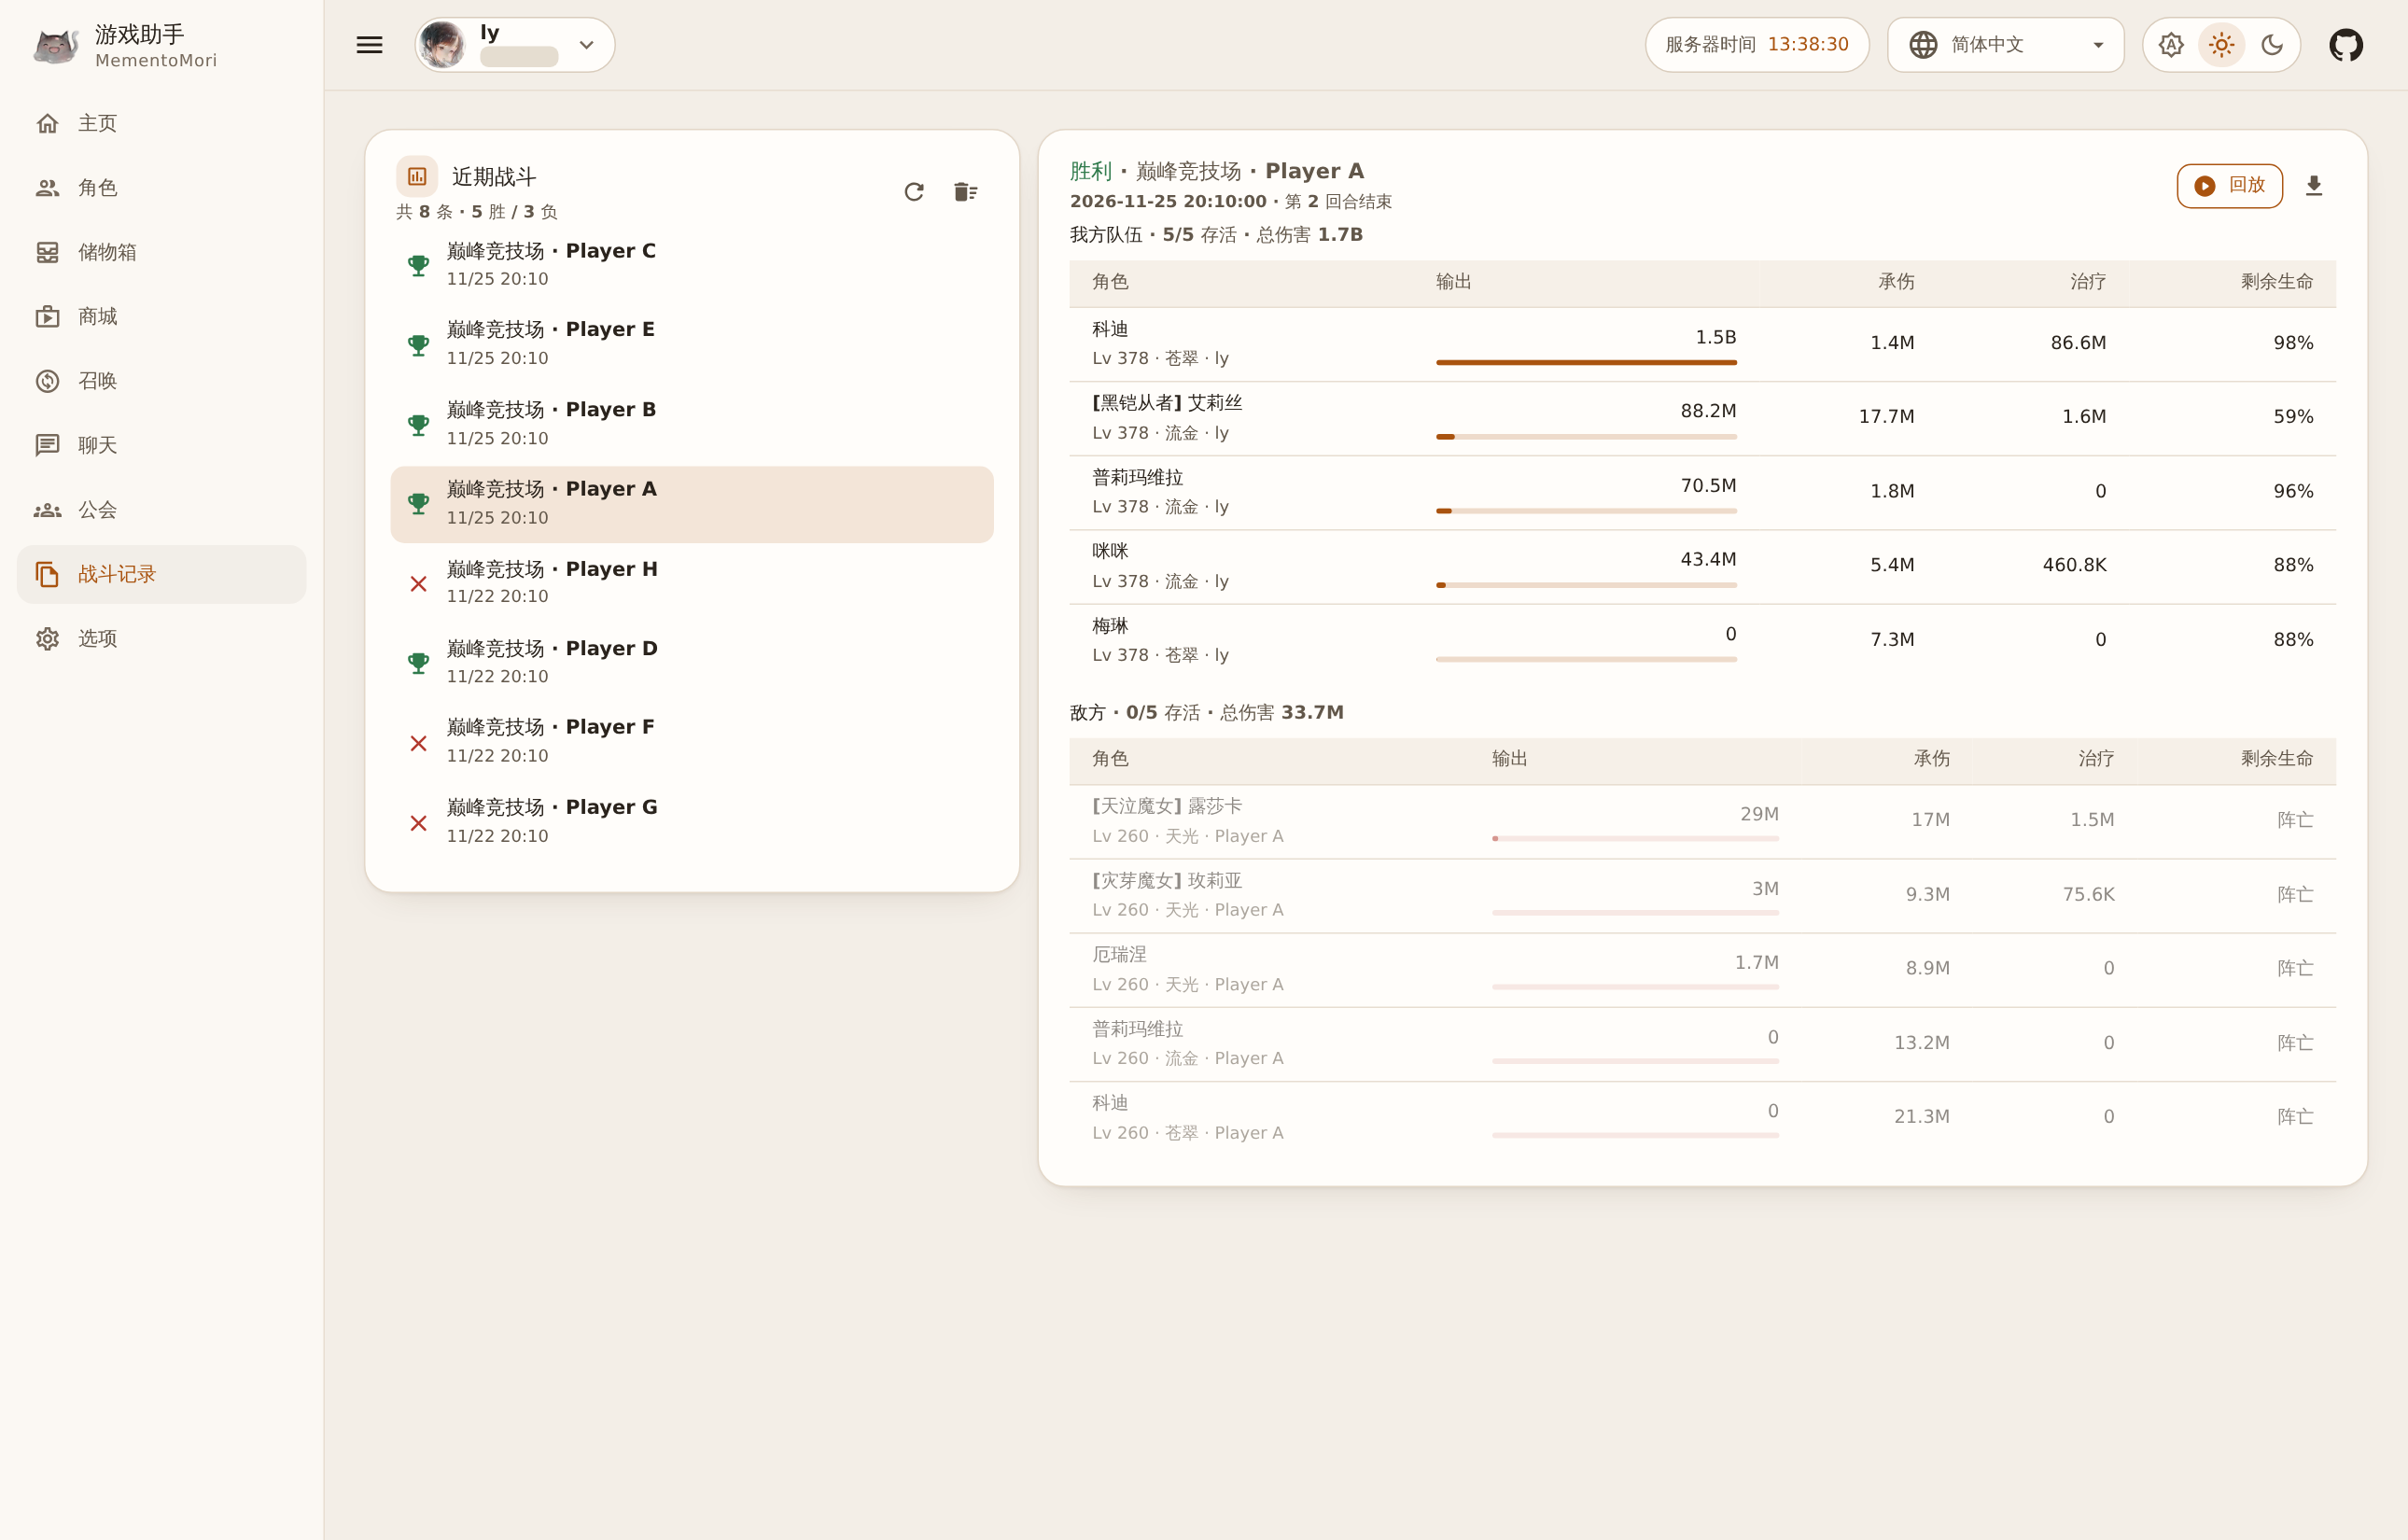 游戏助手
MementoMori
主页
角色
储物箱
商城
召唤
聊天
公会
战斗记录
选项
ly
服务器时间 13:38:30
简体中文
近期战斗
共 8 条 · 5 胜 / 3 负
巅峰竞技场 · Player C
11/25 20:10
巅峰竞技场 · Player E
11/25 20:10
巅峰竞技场 · Player B
11/25 20:10
巅峰竞技场 · Player A
11/25 20:10
巅峰竞技场 · Player H
11/22 20:10
巅峰竞技场 · Player D
11/22 20:10
巅峰竞技场 · Player F
11/22 20:10
巅峰竞技场 · Player G
11/22 20:10
胜利 · 巅峰竞技场 · Player A
2026-11-25 20:10:00 · 第 2 回合结束
回放
我方队伍 · 5/5 存活 · 总伤害 1.7B
角色 输出 承伤 治疗 剩余生命
科迪
Lv 378 · 苍翠 · ly
1.5B 1.4M 86.6M 98%
[黑铠从者] 艾莉丝
Lv 378 · 流金 · ly
88.2M 17.7M 1.6M 59%
普莉玛维拉
Lv 378 · 流金 · ly
70.5M 1.8M 0 96%
咪咪
Lv 378 · 流金 · ly
43.4M 5.4M 460.8K 88%
梅琳
Lv 378 · 苍翠 · ly
0 7.3M 0 88%
敌方 · 0/5 存活 · 总伤害 33.7M
角色 输出 承伤 治疗 剩余生命
[天泣魔女] 露莎卡
Lv 260 · 天光 · Player A
29M 17M 1.5M 阵亡
[灾芽魔女] 玫莉亚
Lv 260 · 天光 · Player A
3M 9.3M 75.6K 阵亡
厄瑞涅
Lv 260 · 天光 · Player A
1.7M 8.9M 0 阵亡
普莉玛维拉
Lv 260 · 流金 · Player A
0 13.2M 0 阵亡
科迪
Lv 260 · 苍翠 · Player A
0 21.3M 0 阵亡